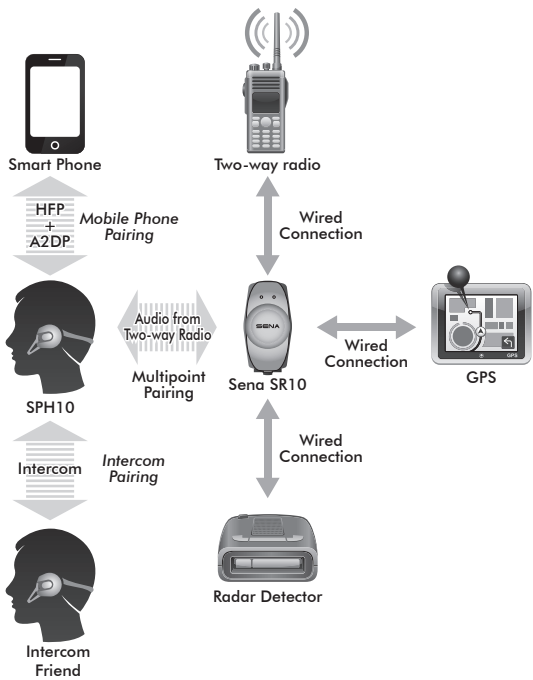 Smart Phone
Two-way radio
HFP
+
A2DP
Mobile Phone
Pairing
Wired
Connection
Audio from
Two-way Radio
Multipoint
Pairing
SENA
Sena SR10
Wired
Connection
GPS
GPS
SPH10
Intercom
Intercom
Pairing
Wired
Connection
Radar Detector
Intercom
Friend